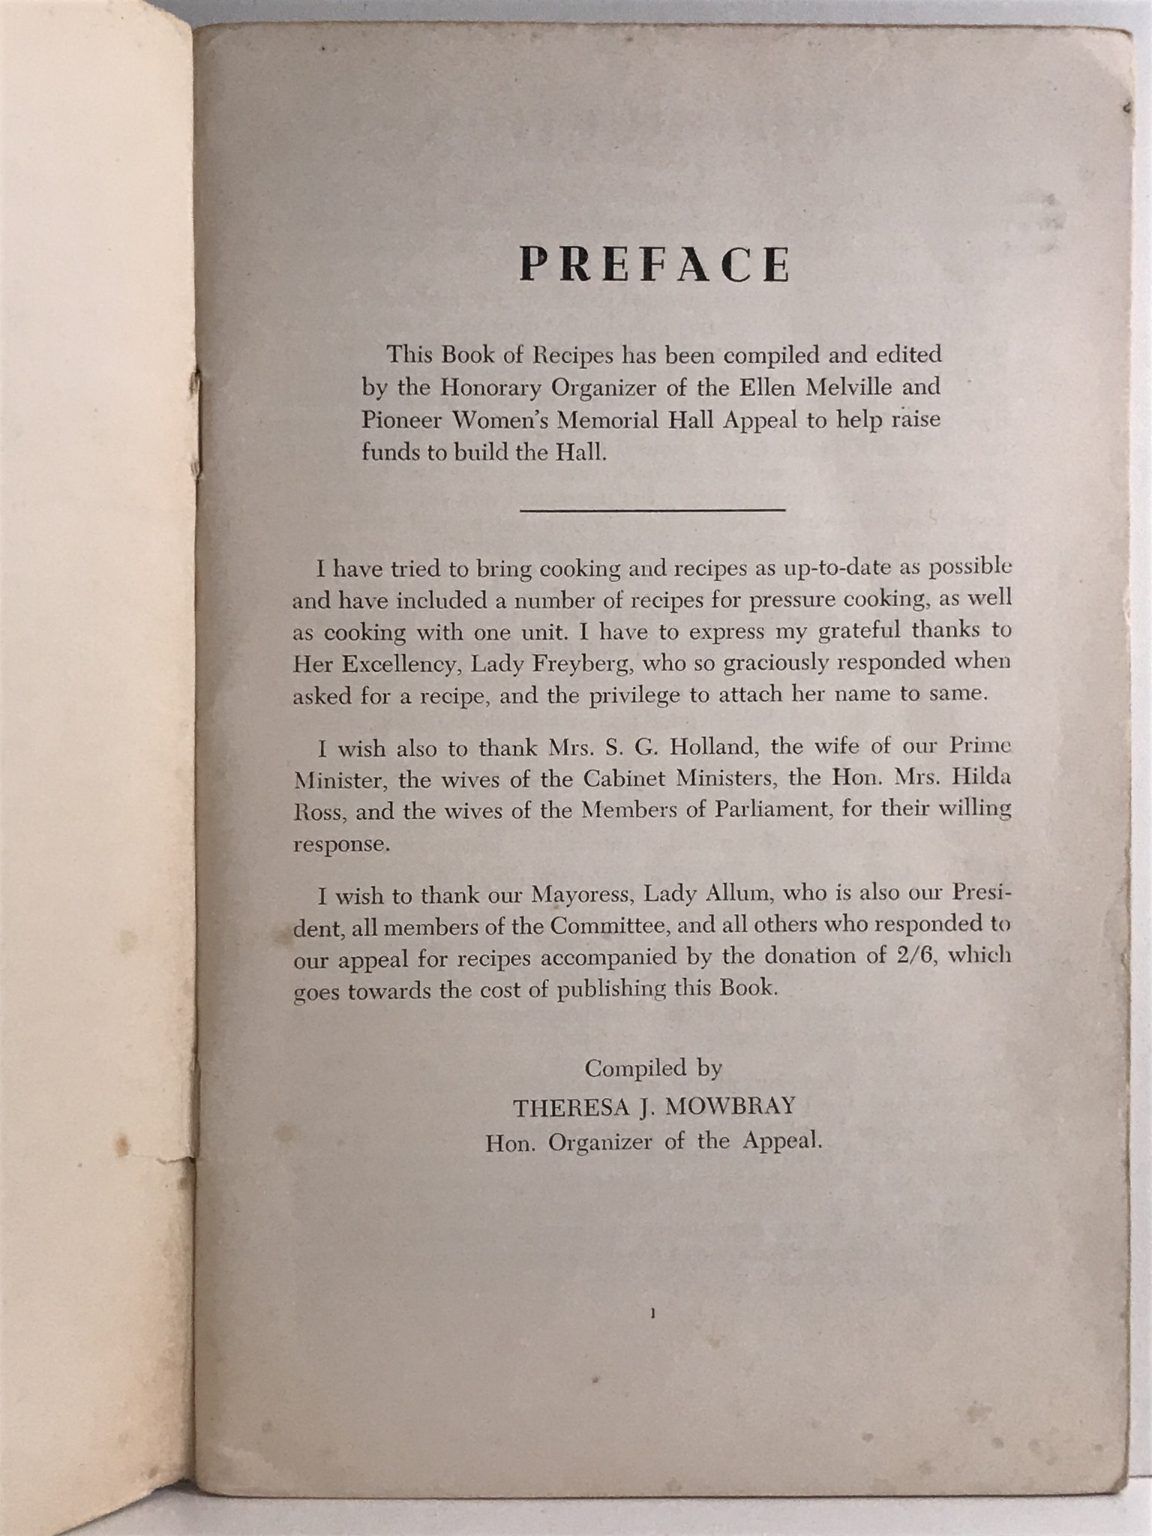 PREFACE
This Book of Recipes has been compiled and edited
by the Honorary Organizer of the Ellen Melville and
Pioneer Women's Memorial Hall Appeal to help raise
funds to build the Hall.
I have tried to bring cooking and recipes as up-to-date as possible
and have included a number of recipes for pressure cooking, as well
as cooking with one unit. I have to express my grateful thanks to
Her Excellency, Lady Freyberg, who so graciously responded when
asked for a recipe, and the privilege to attach her name to same.
I wish also to thank Mrs. S. G. Holland, the wife of our Prime
Minister, the wives of the Cabinet Ministers, the Hon. Mrs. Hilda
Ross, and the wives of the Members of Parliament, for their willing
response.
I wish to thank our Mayoress, Lady Allum, who is also our Presi-
dent, all members of the Committee, and all others who responded to
our appeal for recipes accompanied by the donation of 2/6, which
goes towards the cost of publishing this Book.
Compiled by
THERESA J. MOWBRAY
Hon. Organizer of the Appeal.
1